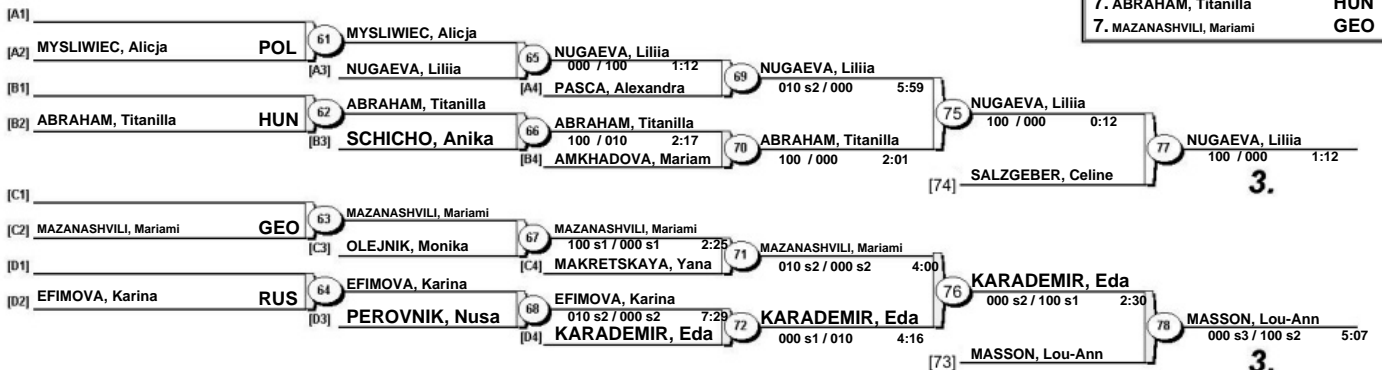 7. ABRAHAM, Titanilla HUN
7. MAZANASHVILI, Mariami GEO
[A1]
[A2] MYSLIWIEC, Alicja POL
61
MYSLIWIEC, Alicja
[A3] NUGAEVA, Liliia
65
NUGAEVA, Liliia
000 / 100 1:12
[A4] PASCA, Alexandra
69
NUGAEVA, Liliia
010 s2 / 000 5:59
[B1]
[B2] ABRAHAM, Titanilla HUN
62
ABRAHAM, Titanilla
[B3] SCHICHO, Anika
66
ABRAHAM, Titanilla
100 / 010 2:17
[B4] AMKHADOVA, Mariam
70
ABRAHAM, Titanilla
100 / 000 2:01
75
NUGAEVA, Liliia
100 / 000 0:12
[74] SALZGEBER, Celine
77
NUGAEVA, Liliia
100 / 000 1:12
3.
[C1]
[C2] MAZANASHVILI, Mariami GEO
63
MAZANASHVILI, Mariami
[C3] OLEJNIK, Monika
67
MAZANASHVILI, Mariami
100 s1 / 000 s1 2:25
[C4] MAKRETSKAYA, Yana
71
MAZANASHVILI, Mariami
010 s2 / 000 s2 4:00
[D1]
[D2] EFIMOVA, Karina RUS
64
EFIMOVA, Karina
[D3] PEROVNIK, Nusa
68
EFIMOVA, Karina
010 s2 / 000 s2 7:29
[D4] KARADEMIR, Eda
72
KARADEMIR, Eda
000 s1 / 010 4:16
76
KARADEMIR, Eda
000 s2 / 100 s1 2:30
[73] MASSON, Lou-Ann
78
MASSON, Lou-Ann
000 s3 / 100 s2 5:07
3.